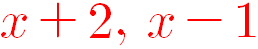 x + 2, x − 1